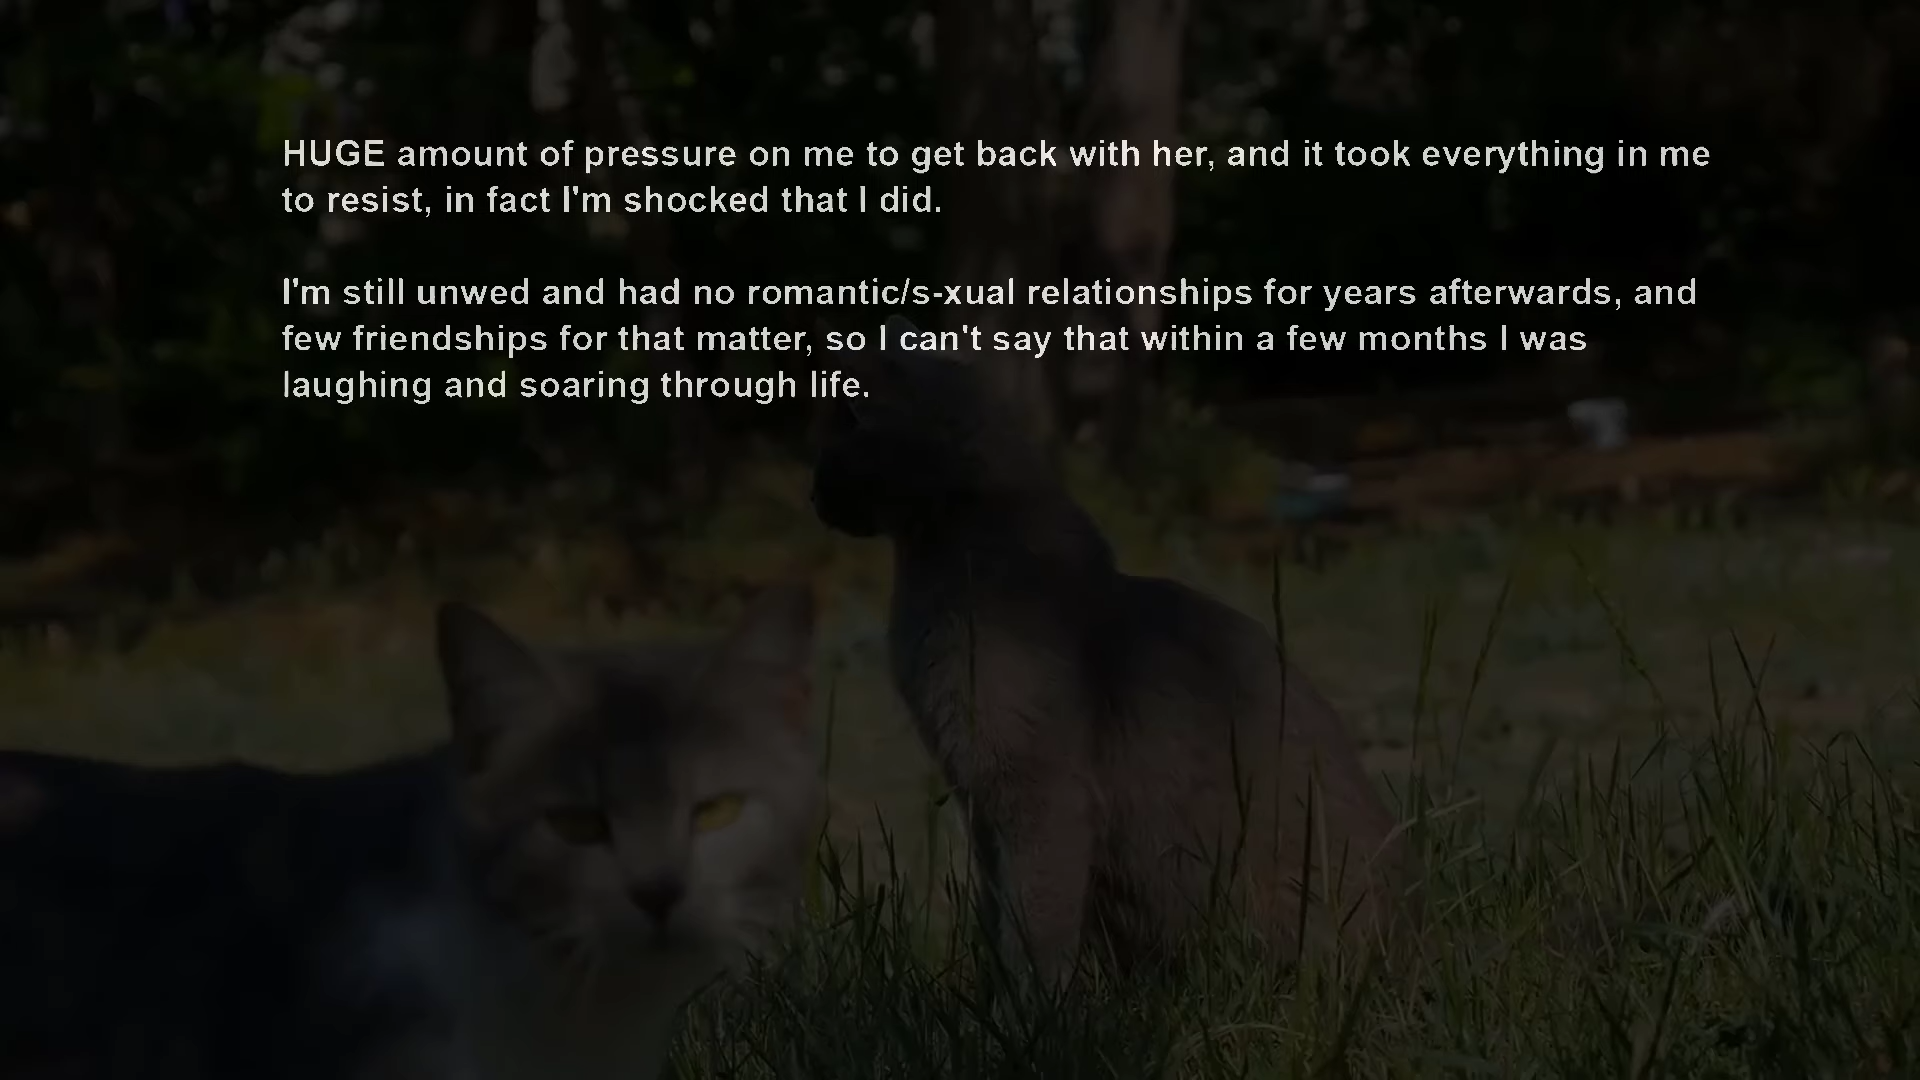 HUGE amount of pressure on me to get back with her, and it took everything in me
to resist, in fact I'm shocked that I did.
I'm still unwed and had no romantic/s-xual relationships for years afterwards, and
few friendships for that matter, so I can't say that within a few months I was
laughing and soaring through life.